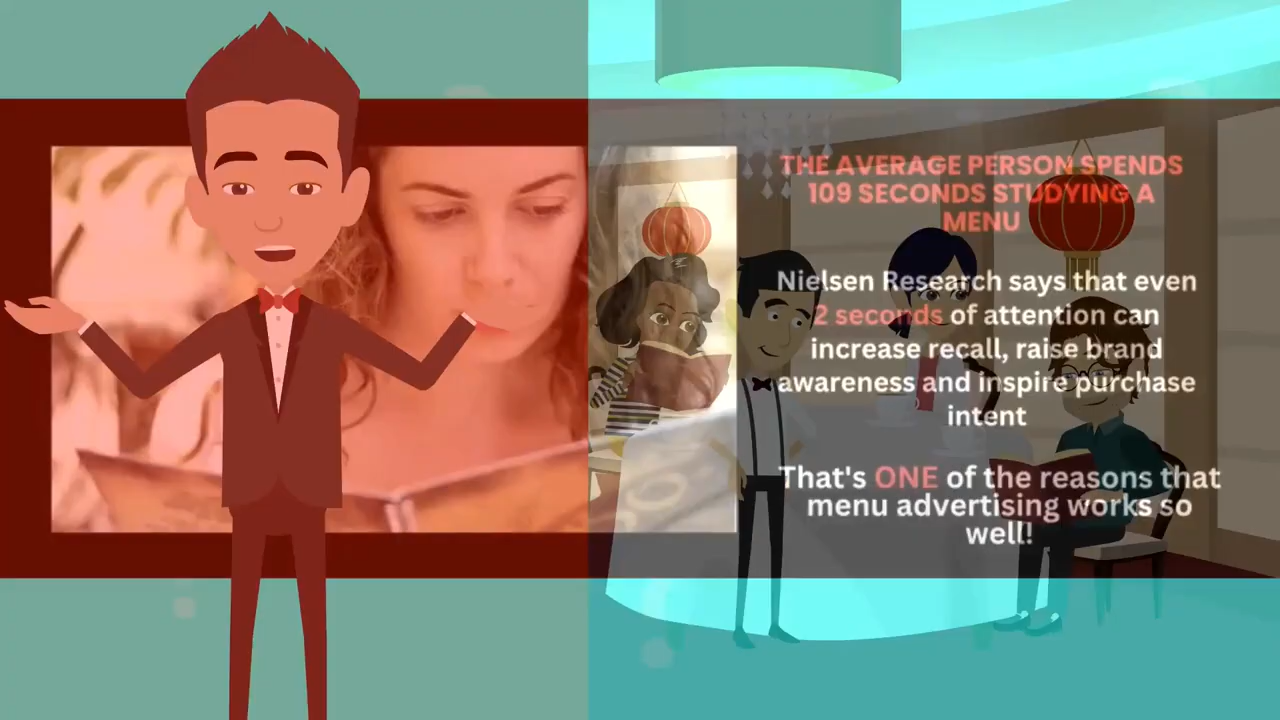 THE AVERAGE PERSON SPENDS
109 SECONDS STUDYING A
MENU
Nielsen Research says that even
2 seconds of attention can
increase recall, raise brand
awareness and inspire purchase
intent
That's ONE of the reasons that
menu advertising works so
well!